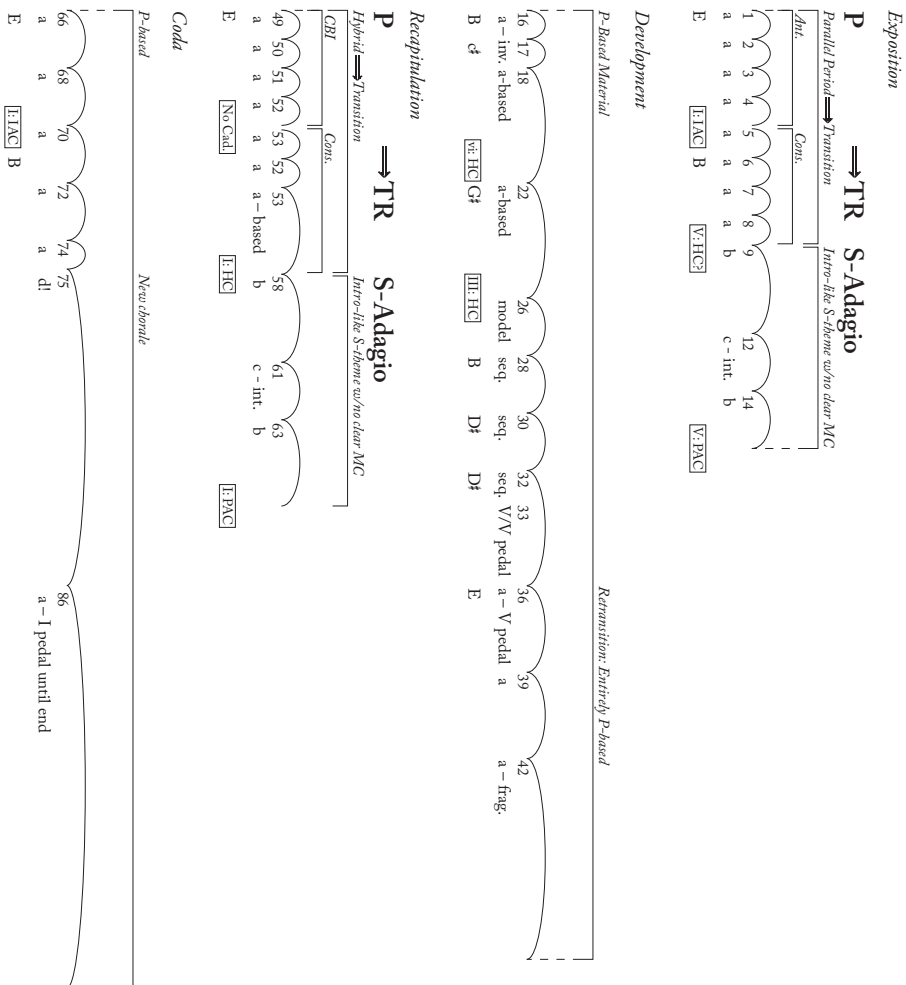 Exposition
P ⟹TR S-Adagio
Parallel Period⟹Transition Intro-like S-theme w/no clear MC
Ant. Cons.
1 2 3 4 5 6 7 8 9 12 14
a a a a a a a a b c - int. b
E I: IAC B V: HC? V: PAC
Development
P-Based Material Retransition: Entirely P-based
16 17 18 22 26 28 30 32 33 36 39 42
a – inv. a-based a-based model seq. seq. seq. V/V pedal a – V pedal a a – frag.
B c♯ vi: HC G♯ III: HC B D♯ D♯ E
Recapitulation
P ⟹TR S-Adagio
Hybrid⟹Transition Intro-like S-theme w/no clear MC
CBI Cons.
49 50 51 52 53 52 53 58 61 63
a a a a a a a – based b c - int. b
E No Cad. I: HC I: PAC
Coda
P-based New chorale
66 68 70 72 74 75 86
a a a a a d! a – I pedal until end
E I: IAC B